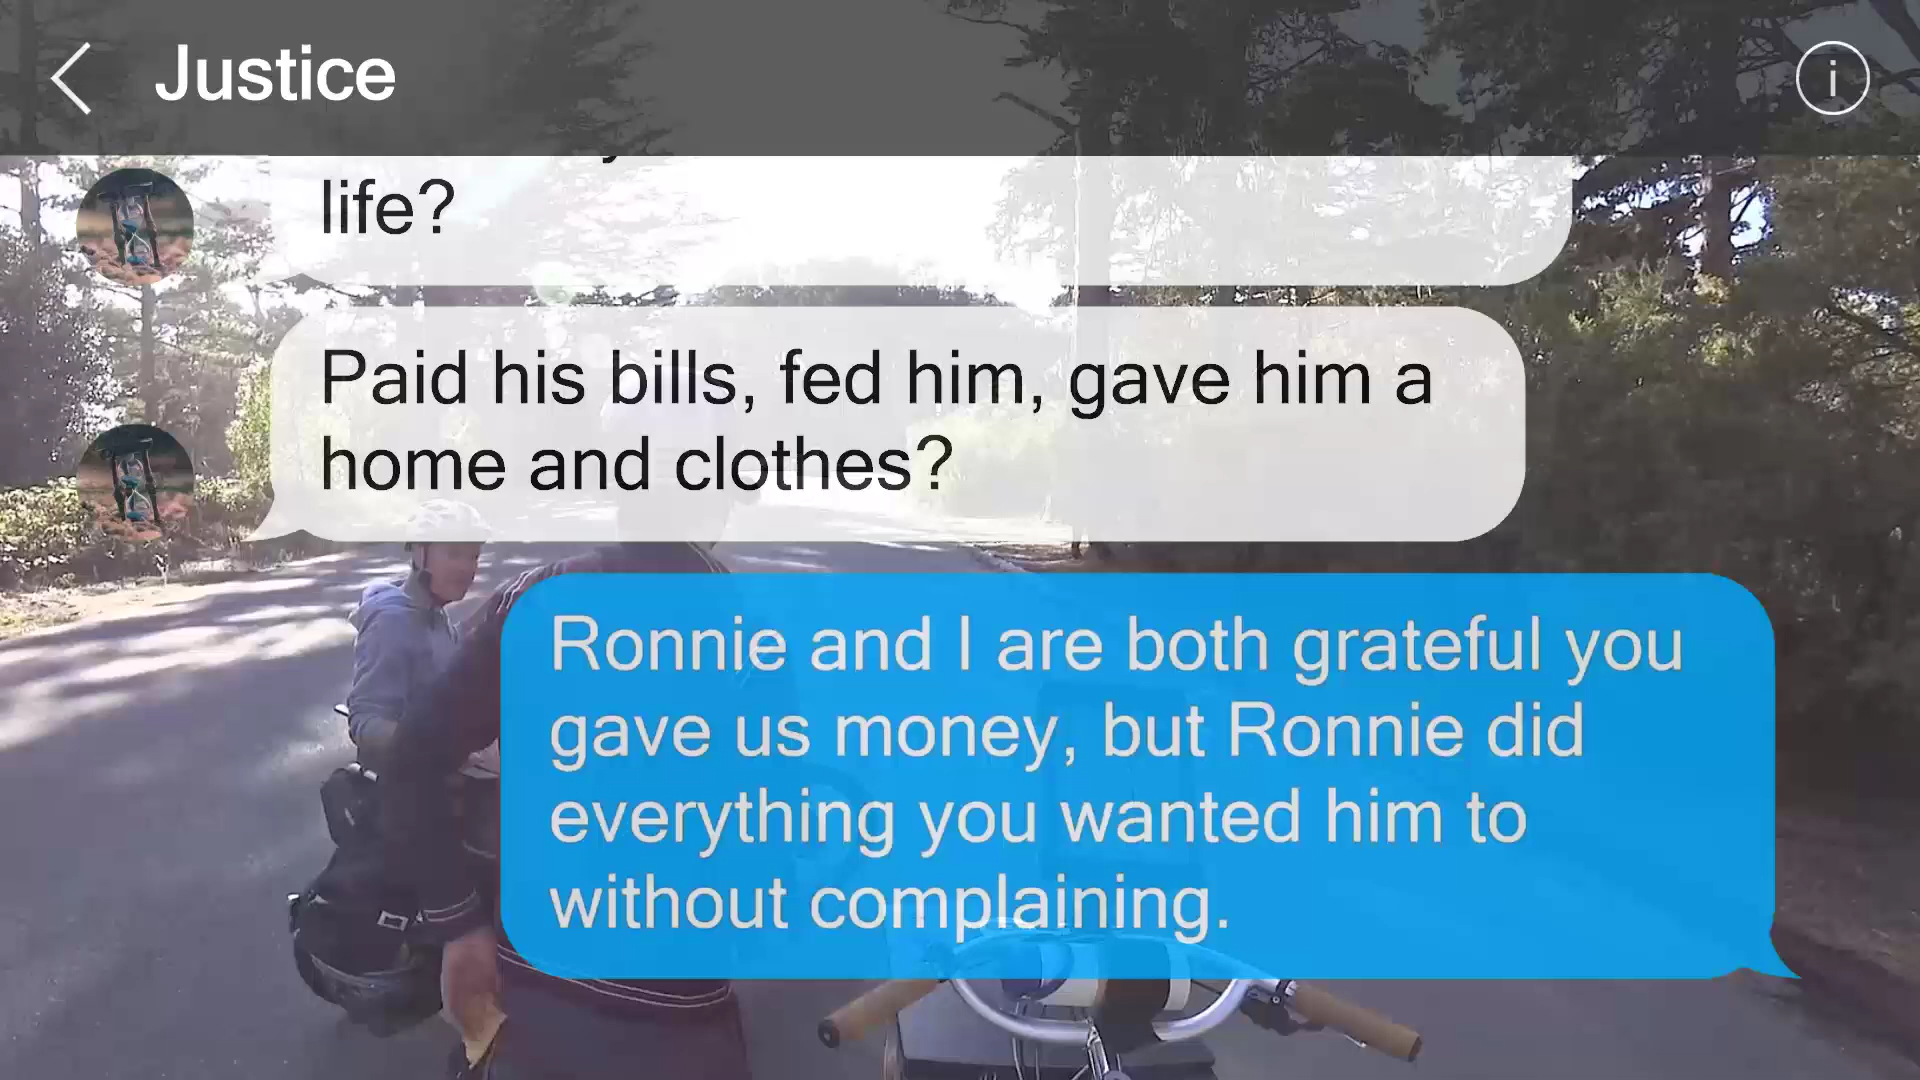 Justice
life?
Paid his bills, fed him, gave him a
home and clothes?
Ronnie and I are both grateful you
gave us money, but Ronnie did
everything you wanted him to
without complaining.